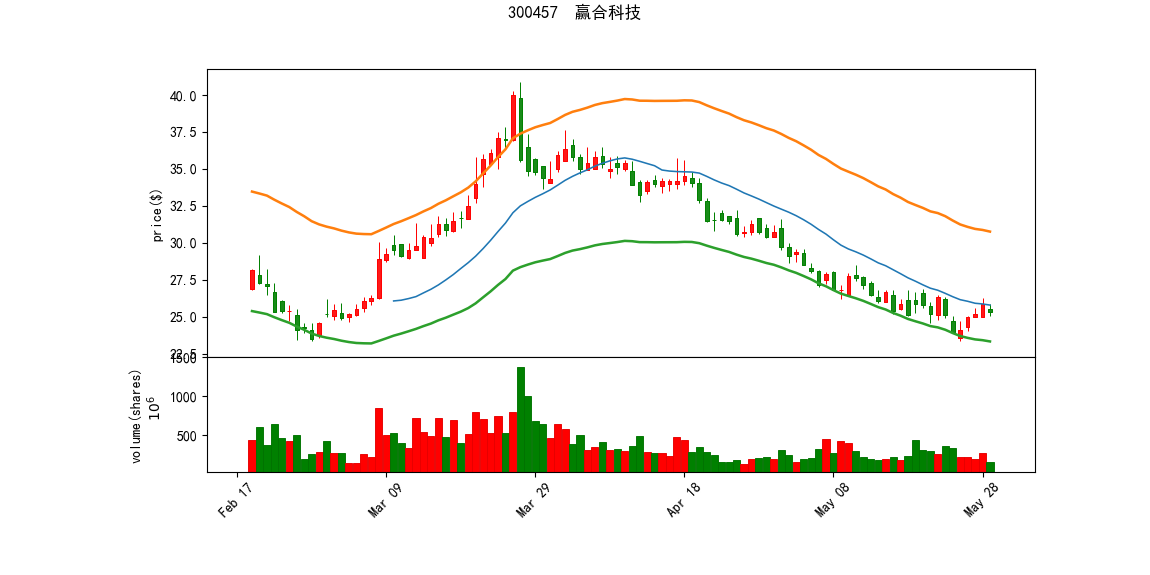 300457 赢合科技
price($)
40.0
37.5
35.0
32.5
30.0
27.5
25.0
22.5
volume(shares)
10^6
1500
1000
500
Feb 17
Mar 09
Mar 29
Apr 18
May 08
May 28